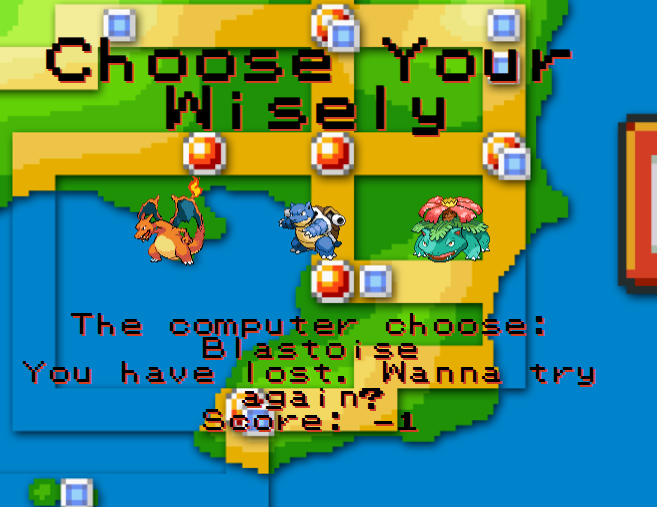 Choose Your
Wisely
The computer choose:
Blastoise
You have lost. Wanna try
again?
Score: -1